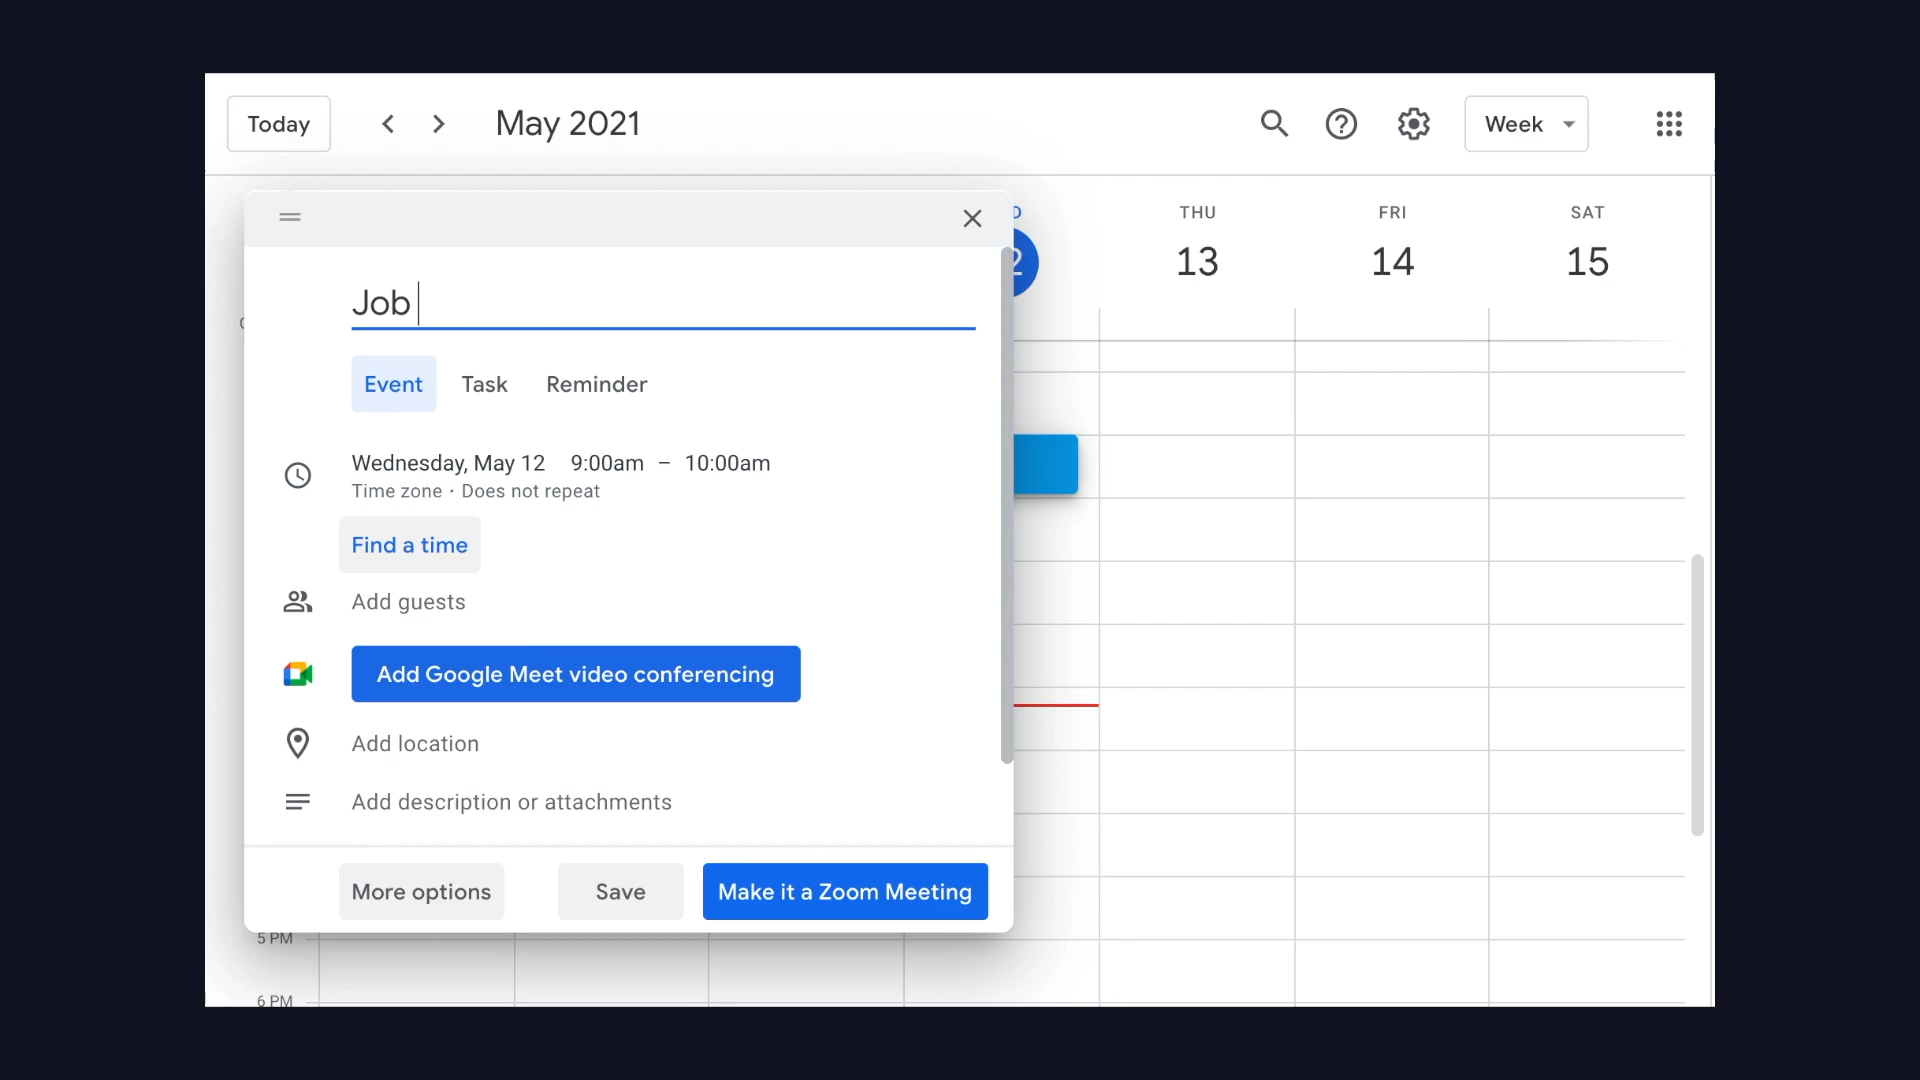 Today
May 2021
Week
THU
FRI
SAT
13
14
15
Job
Event Task Reminder
Wednesday, May 12 9:00am – 10:00am
Time zone · Does not repeat
Find a time
Add guests
Add Google Meet video conferencing
Add location
Add description or attachments
More options
Save
Make it a Zoom Meeting
5 PM
6 PM